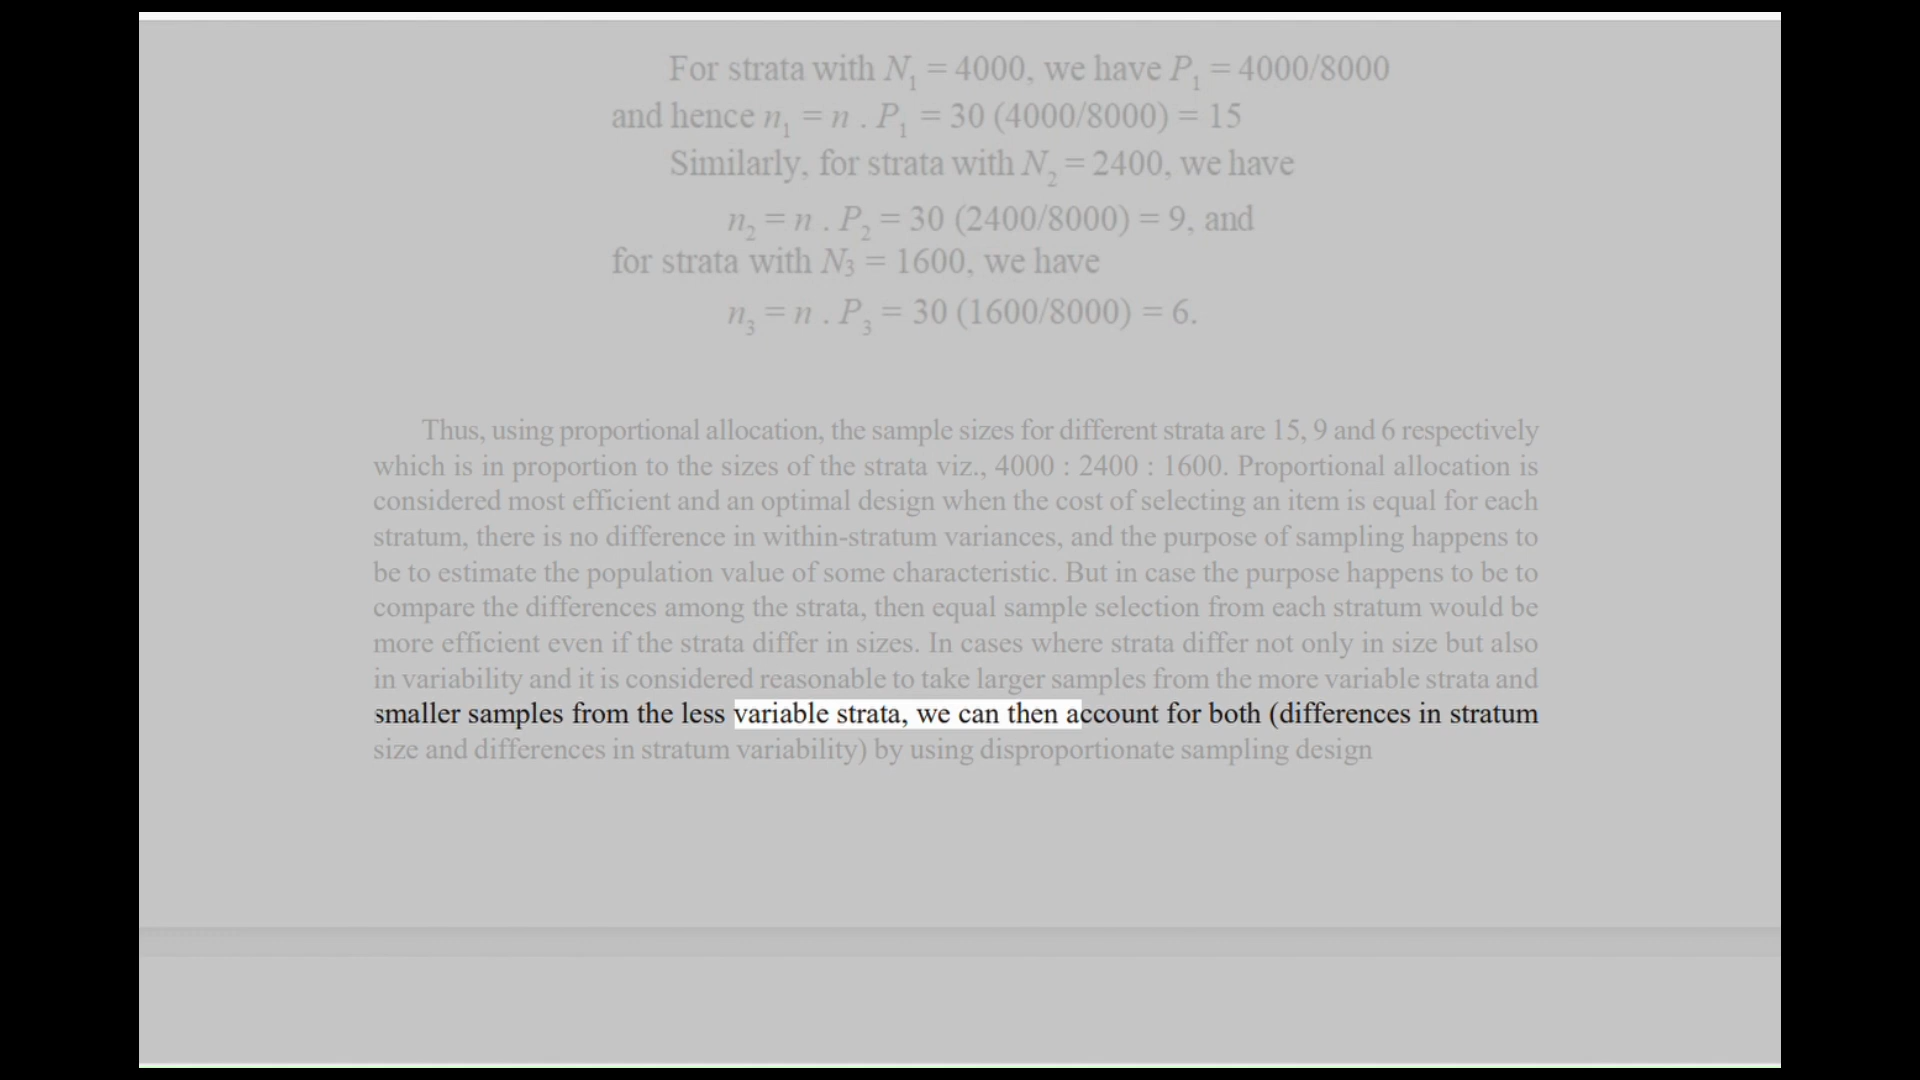 For strata with N₁ = 4000, we have P₁ = 4000/8000
and hence n₁ = n . P₁ = 30 (4000/8000) = 15
Similarly, for strata with N₂ = 2400, we have
n₂ = n . P₂ = 30 (2400/8000) = 9, and
for strata with N₃ = 1600, we have
n₃ = n . P₃ = 30 (1600/8000) = 6.
Thus, using proportional allocation, the sample sizes for different strata are 15, 9 and 6 respectively
which is in proportion to the sizes of the strata viz., 4000 : 2400 : 1600. Proportional allocation is
considered most efficient and an optimal design when the cost of selecting an item is equal for each
stratum, there is no difference in within-stratum variances, and the purpose of sampling happens to
be to estimate the population value of some characteristic. But in case the purpose happens to be to
compare the differences among the strata, then equal sample selection from each stratum would be
more efficient even if the strata differ in sizes. In cases where strata differ not only in size but also
in variability and it is considered reasonable to take larger samples from the more variable strata and
smaller samples from the less variable strata, we can then account for both (differences in stratum
size and differences in stratum variability) by using disproportionate sampling design